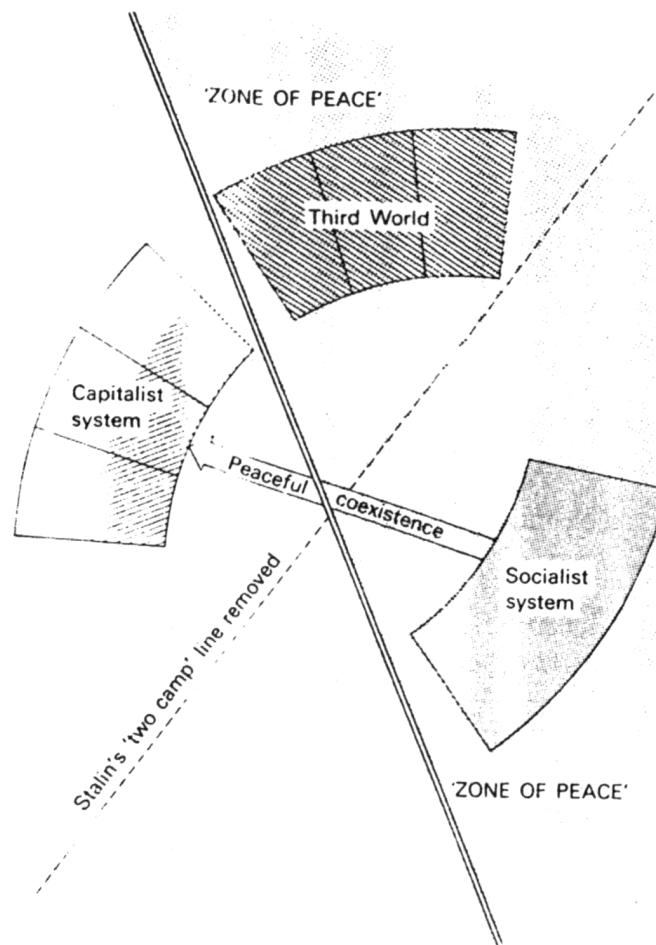 'ZONE OF PEACE'
Third World
Capitalist
system
Peaceful coexistence
Socialist
system
Stalin's 'two camp' line removed
'ZONE OF PEACE'